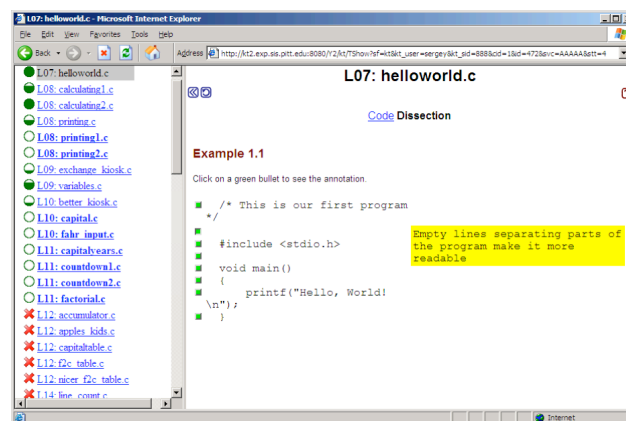 L07: helloworld.c - Microsoft Internet Explorer
File Edit View Favorites Tools Help
Back Address http://kt2.exp.sis.pitt.edu:8080/Y2/kt/TShow?sf=kt&kt_user=sergey&kt_sid=888&cid=1&id=472&svc=AAAAA&stt=4
L07: helloworld.c
L08: calculating1.c
L08: calculating2.c
L08: printing.c
L08: printing1.c
L08: printing2.c
L09: exchange_kiosk.c
L09: variables.c
L10: better_kiosk.c
L10: capital.c
L10: fahr_input.c
L11: capitalyears.c
L11: countdown1.c
L11: countdown2.c
L11: factorial.c
L12: accumulator.c
L12: apples_kids.c
L12: capitaltable.c
L12: f2c_table.c
L12: nicer_f2c_table.c
L14: line_count.c
L07: helloworld.c
Code Dissection
Example 1.1
Click on a green bullet to see the annotation.
/* This is our first program
*/
#include <stdio.h>
void main()
{
printf("Hello, World!
\n");
}
Empty lines separating parts of
the program make it more
readable
Internet